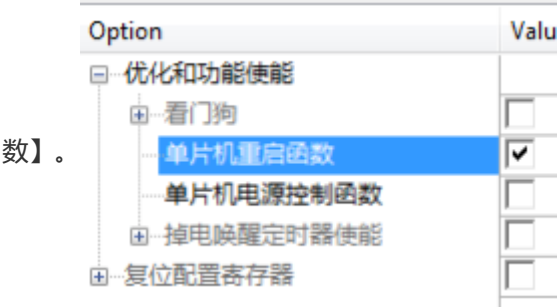 Option Valu
优化和功能使能
看门狗
数】。 单片机重启函数
单片机电源控制函数
掉电唤醒定时器使能
复位配置寄存器